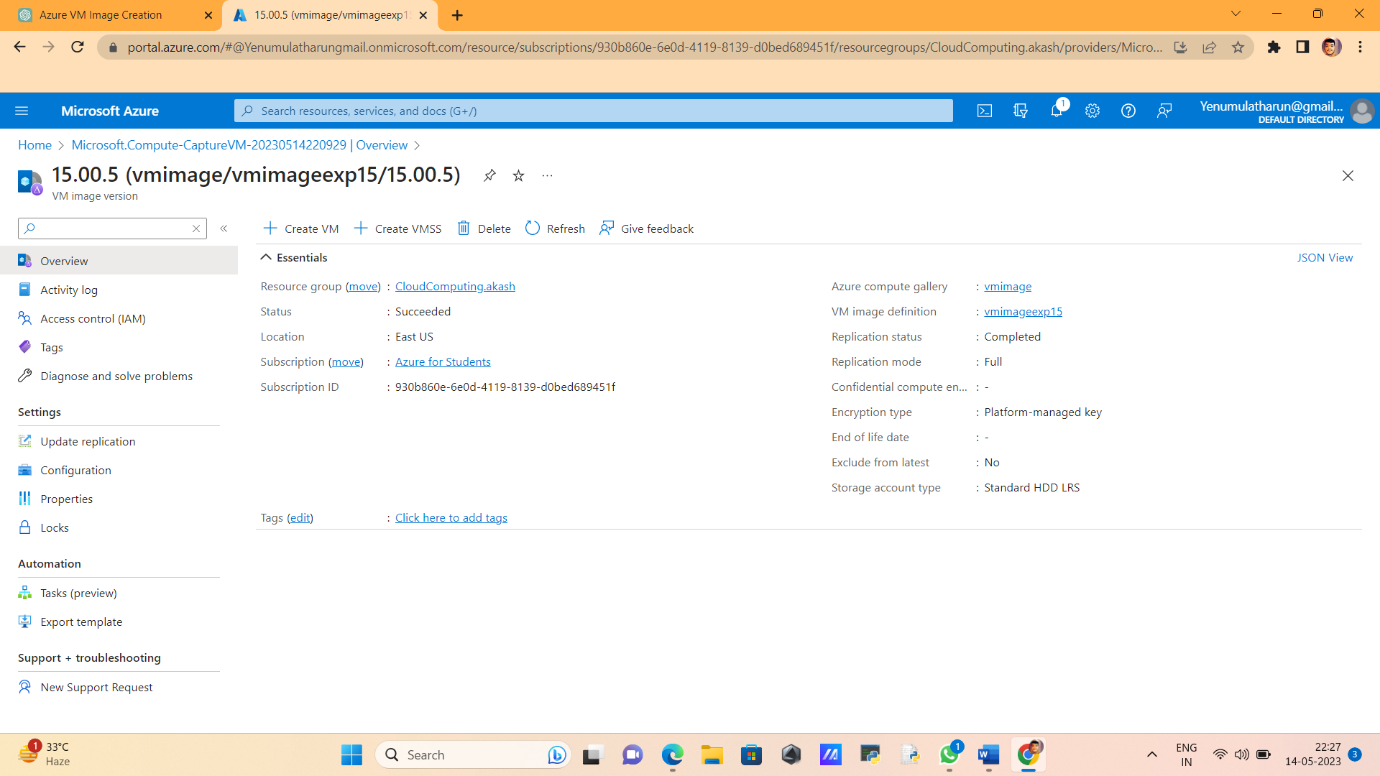 Azure VM Image Creation
15.00.5 (vmimage/vmimageexp1
portal.azure.com/#@Yenumulatharungmail.onmicrosoft.com/resource/subscriptions/930b860e-6e0d-4119-8139-d0bed689451f/resourcegroups/CloudComputing.akash/providers/Micro...
Microsoft Azure
Search resources, services, and docs (G+/)
1
Yenumulatharun@gmail...
DEFAULT DIRECTORY
Home > Microsoft.Compute-CaptureVM-20230514220929 | Overview >
15.00.5 (vmimage/vmimageexp15/15.00.5)
VM image version
Create VM
Create VMSS
Delete
Refresh
Give feedback
Overview
Activity log
Access control (IAM)
Tags
Diagnose and solve problems
Settings
Update replication
Configuration
Properties
Locks
Automation
Tasks (preview)
Export template
Support + troubleshooting
New Support Request
Essentials
JSON View
Resource group (move) : CloudComputing.akash
Status : Succeeded
Location : East US
Subscription (move) : Azure for Students
Subscription ID : 930b860e-6e0d-4119-8139-d0bed689451f
Azure compute gallery : vmimage
VM image definition : vmimageexp15
Replication status : Completed
Replication mode : Full
Confidential compute en... : -
Encryption type : Platform-managed key
End of life date : -
Exclude from latest : No
Storage account type : Standard HDD LRS
Tags (edit) : Click here to add tags
1
33°C
Haze
Search
1
ENG
IN
22:27
14-05-2023
3